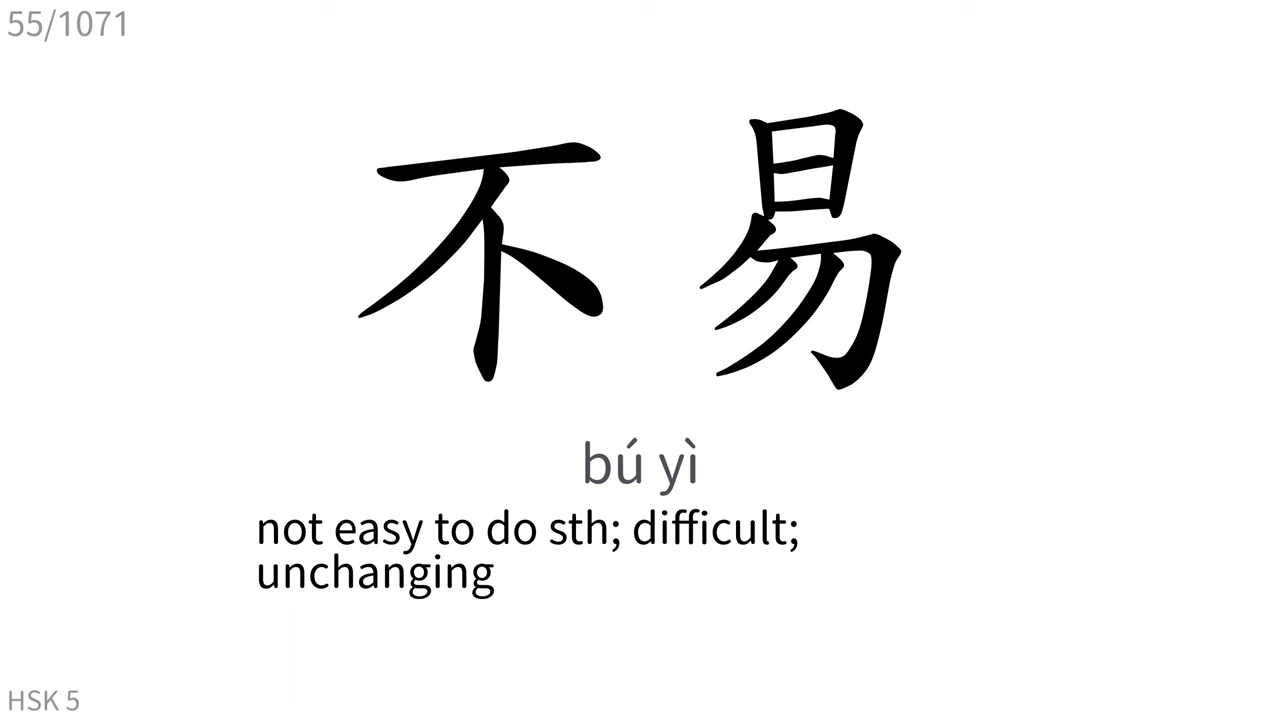 55/1071
不易
bú yì
not easy to do sth; difficult;
unchanging
HSK 5